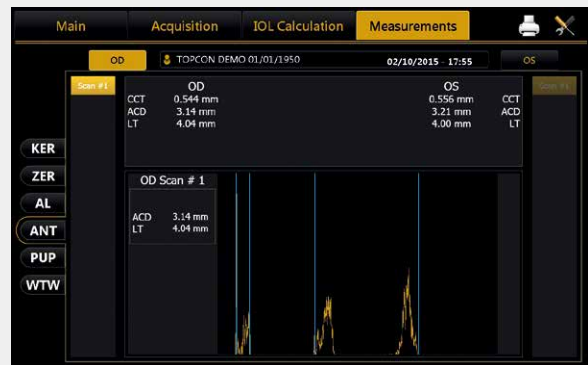 Main Acquisition IOL Calculation Measurements
OD TOPCON DEMO 01/01/1950 02/10/2015 - 17:55 OS
Scan #1 OD OS Scan #1
CCT 0.544 mm 0.556 mm CCT
ACD 3.14 mm 3.21 mm ACD
LT 4.04 mm 4.00 mm LT
KER
ZER
AL
ANT
PUP
WTW
OD Scan # 1
ACD 3.14 mm
LT 4.04 mm